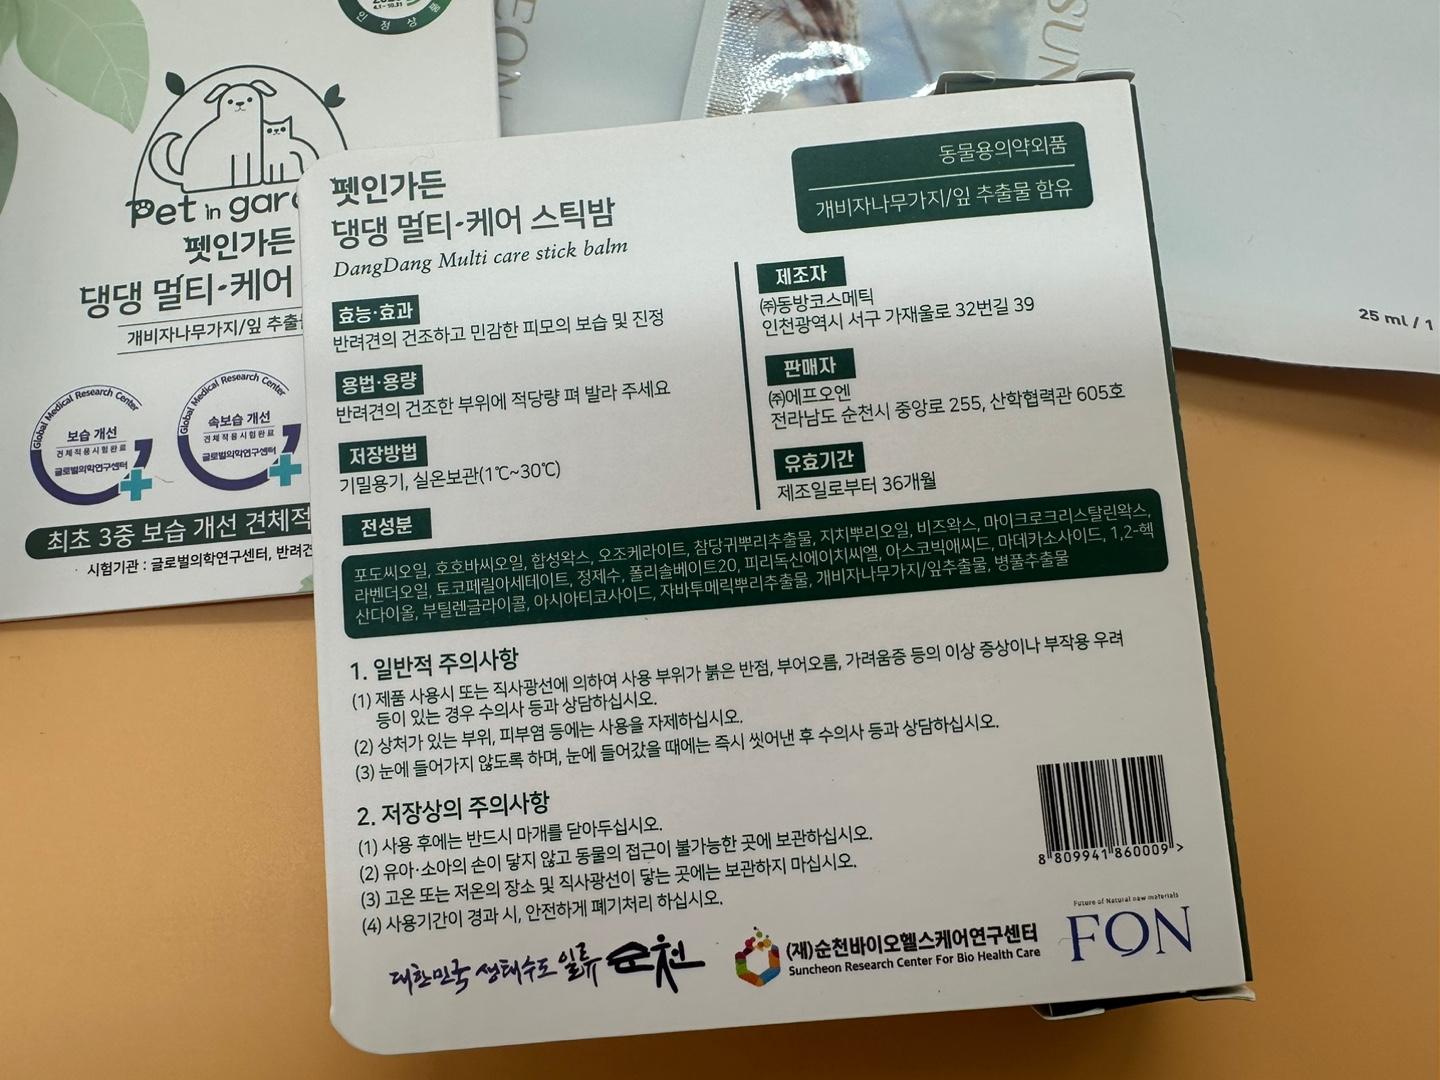 인정상품
Pet in
펫인가든
댕댕 멀티-케어
개비자나무가지/잎
Global Medical Research Center
보습 개선
견체적용시험완료
글로벌의학연구센터
Global Medical Research Center
속보습 개선
견체적용시험완료
글로벌의학연구센터
최초 3중 보습 개선 견체적
시험기관 : 글로벌의학연구센터, 반려견
SUN
25 ml / 1
펫인가든
댕댕 멀티-케어 스틱밤
DangDang Multi care stick balm
동물용의약외품
개비자나무가지/잎 추출물 함유
효능·효과
반려견의 건조하고 민감한 피모의 보습 및 진정
용법·용량
반려견의 건조한 부위에 적당량 펴 발라 주세요
저장방법
기밀용기, 실온보관(1℃~30℃)
제조자
㈜동방코스메틱
인천광역시 서구 가재울로 32번길 39
판매자
㈜에프오엔
전라남도 순천시 중앙로 255, 산학협력관 605호
유효기간
제조일로부터 36개월
전성분
포도씨오일, 호호바씨오일, 합성왁스, 오조케라이트, 참당귀뿌리추출물, 지치뿌리오일, 비즈왁스, 마이크로크리스탈린왁스,
라벤더오일, 토코페릴아세테이트, 정제수, 폴리솔베이트20, 피리독신에이치씨엘, 아스코빅애씨드, 마데카소사이드, 1,2-헥
산다이올, 부틸렌글라이콜, 아시아티코사이드, 자바투메릭뿌리추출물, 개비자나무가지/잎추출물, 병풀추출물
1. 일반적 주의사항
(1) 제품 사용시 또는 직사광선에 의하여 사용 부위가 붉은 반점, 부어오름, 가려움증 등의 이상 증상이나 부작용 우려
등이 있는 경우 수의사 등과 상담하십시오.
(2) 상처가 있는 부위, 피부염 등에는 사용을 자제하십시오.
(3) 눈에 들어가지 않도록 하며, 눈에 들어갔을 때에는 즉시 씻어낸 후 수의사 등과 상담하십시오.
2. 저장상의 주의사항
(1) 사용 후에는 반드시 마개를 닫아두십시오.
(2) 유아·소아의 손이 닿지 않고 동물의 접근이 불가능한 곳에 보관하십시오.
(3) 고온 또는 저온의 장소 및 직사광선이 닿는 곳에는 보관하지 마십시오.
(4) 사용기간이 경과 시, 안전하게 폐기처리 하십시오.
8 809941 860009 >
대한민국 생태수도 일류 순천
(재)순천바이오헬스케어연구센터
Suncheon Research Center For Bio Health Care
Future of Natural new materials
FON